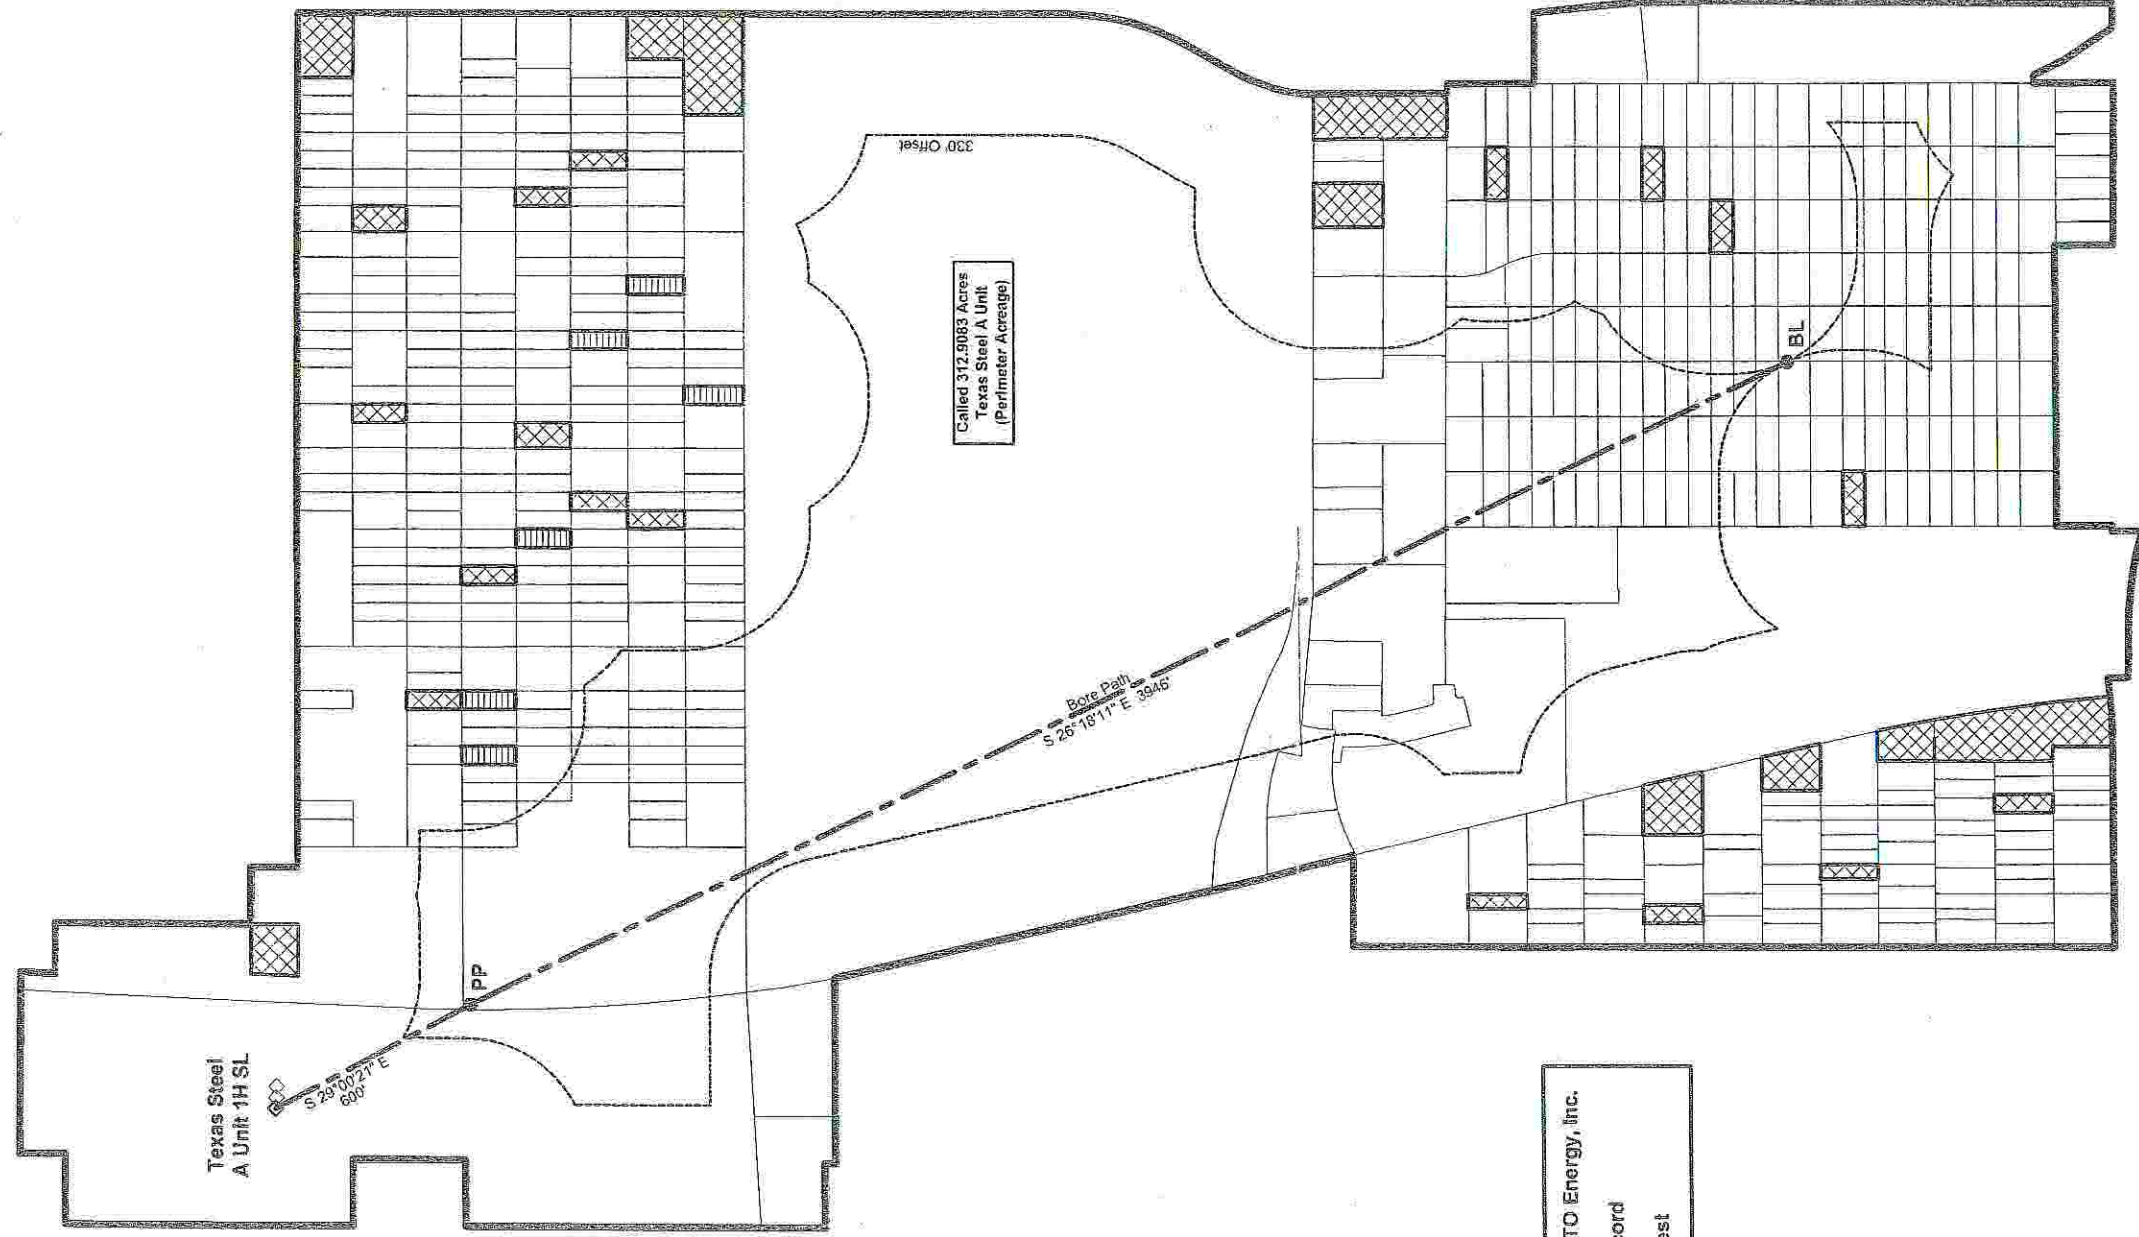 330' Offset
Called 312.9083 Acres
Texas Steel A Unit
(Perimeter Acreage)
BL
Bore Path
S 26°18'11" E 3946'
PP
S 29°00'21" E
600'
Texas Steel
A Unit 1H SL
TO Energy, Inc.
cord
est